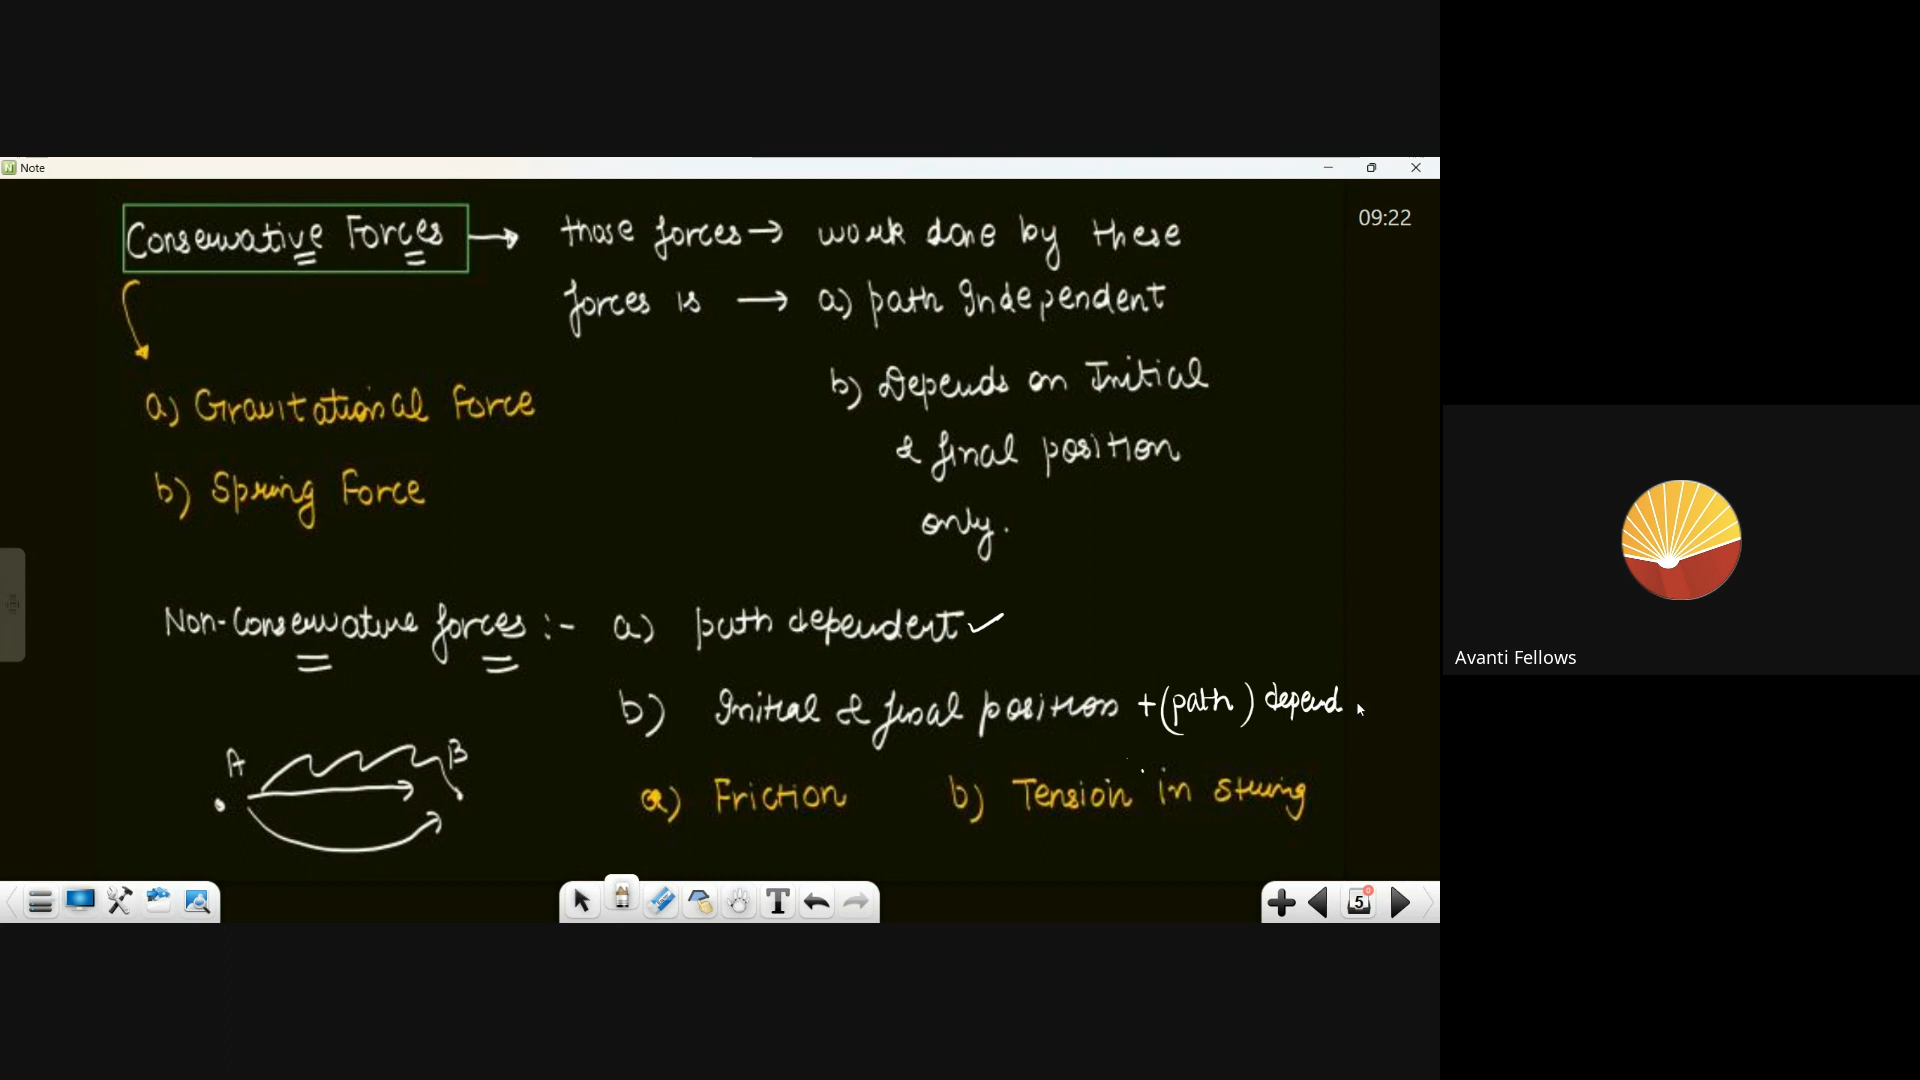 Note
09:22
Conservative Forces → those forces → work done by these
forces is → a) path Independent
b) Depends on Initial
& final position
only.
a) Gravitational Force
b) Spring Force
Non-Conservative forces :- a) path dependent ✓
b) Initial & final position + (path) depend
A B
a) Friction b) Tension in string
T
5
0
Avanti Fellows